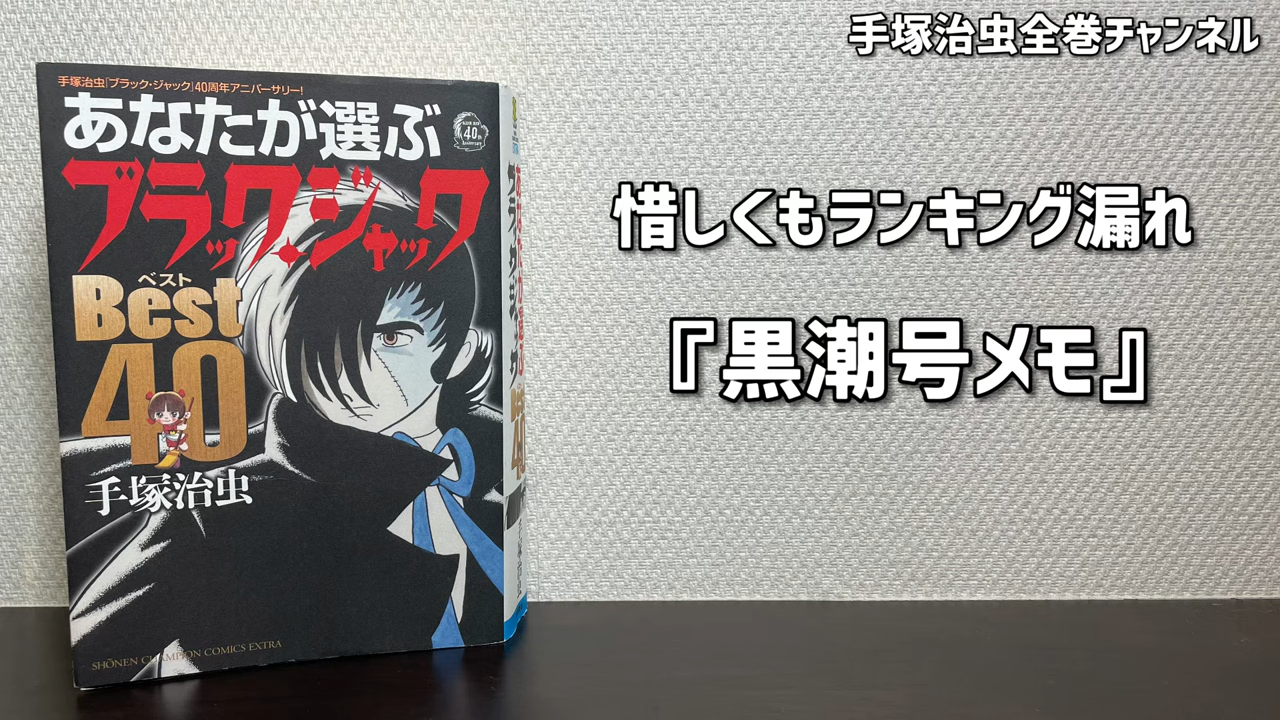 手塚治虫全巻チャンネル
手塚治虫「ブラック・ジャック」40周年アニバーサリー!
あなたが選ぶ
40th
Anniversary
ブラック・ジャック
ベスト
Best
40
手塚治虫
SHŌNEN CHAMPION COMICS EXTRA
惜しくもランキング漏れ
『黒潮号メモ』